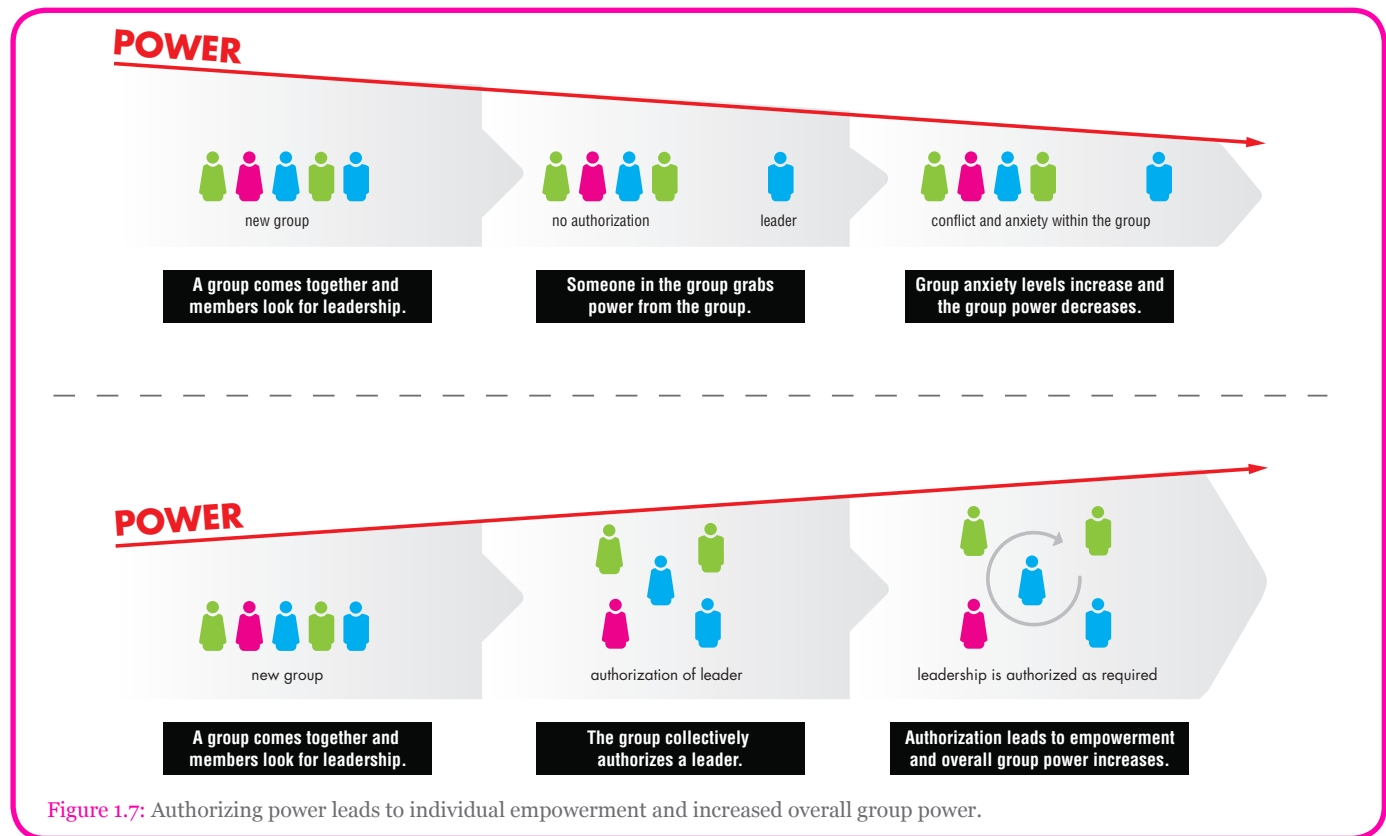 POWER
new group
no authorization
leader
conflict and anxiety within the group
A group comes together and
members look for leadership.
Someone in the group grabs
power from the group.
Group anxiety levels increase and
the group power decreases.
POWER
new group
authorization of leader
leadership is authorized as required
A group comes together and
members look for leadership.
The group collectively
authorizes a leader.
Authorization leads to empowerment
and overall group power increases.
Figure 1.7: Authorizing power leads to individual empowerment and increased overall group power.